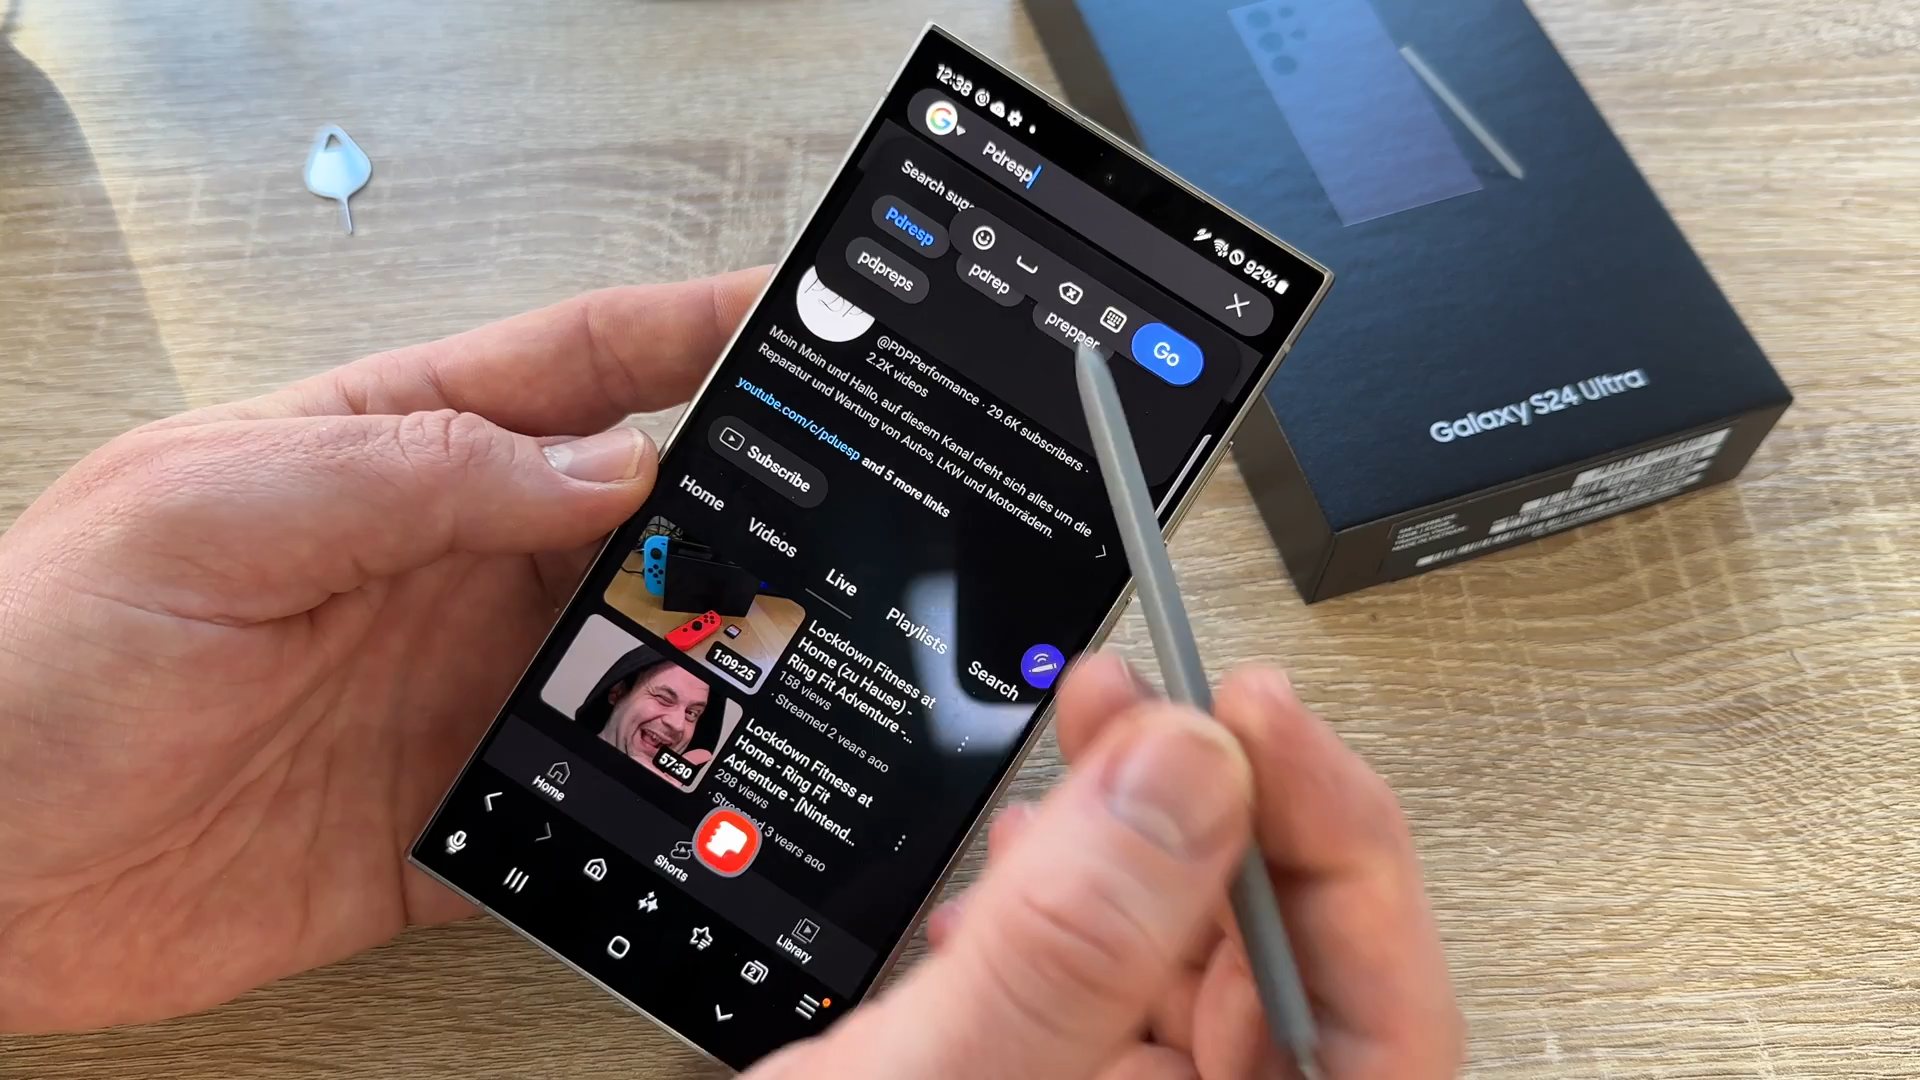 12:38
92%
Pdresp
Search sug
Pdresp
pdrep
prepper
pdpreps
Go
@PDPPerformance · 29.6K subscribers ·
2.2K videos
Moin Moin und Hallo, auf diesem Kanal dreht sich alles um die
Reparatur und Wartung von Autos, LKW und Motorrädern.
youtube.com/c/pduesp and 5 more links
Subscribe
Home
Videos
Live
Playlists
Search
1:09:25
Lockdown Fitness at
Home (zu Hause) -
Ring Fit Adventure -...
158 views
· Streamed 2 years ago
57:30
Lockdown Fitness at
Home - Ring Fit
Adventure - [Nintend...
298 views
· Streamed 3 years ago
Home
Shorts
Library
2
Galaxy S24 Ultra